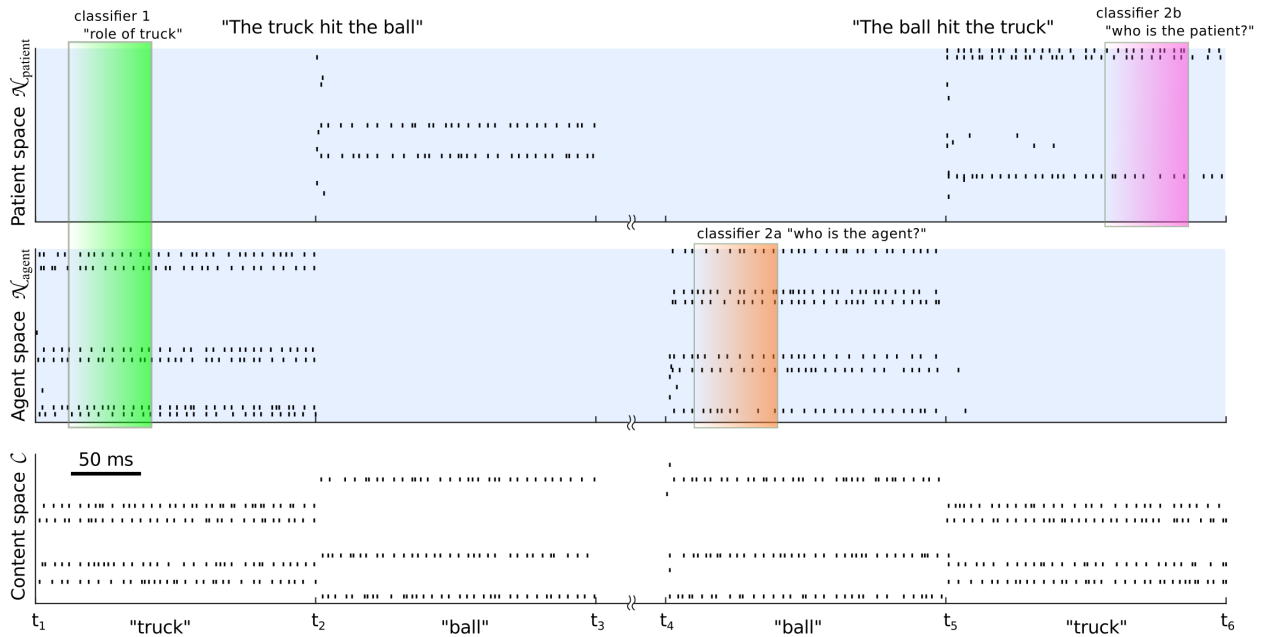 classifier 1
"role of truck"
"The truck hit the ball"
"The ball hit the truck"
classifier 2b
"who is the patient?"
Patient space 𝒩patient
classifier 2a "who is the agent?"
Agent space 𝒩agent
50 ms
Content space 𝒞
t1 "truck" t2 "ball" t3 t4 "ball" t5 "truck" t6